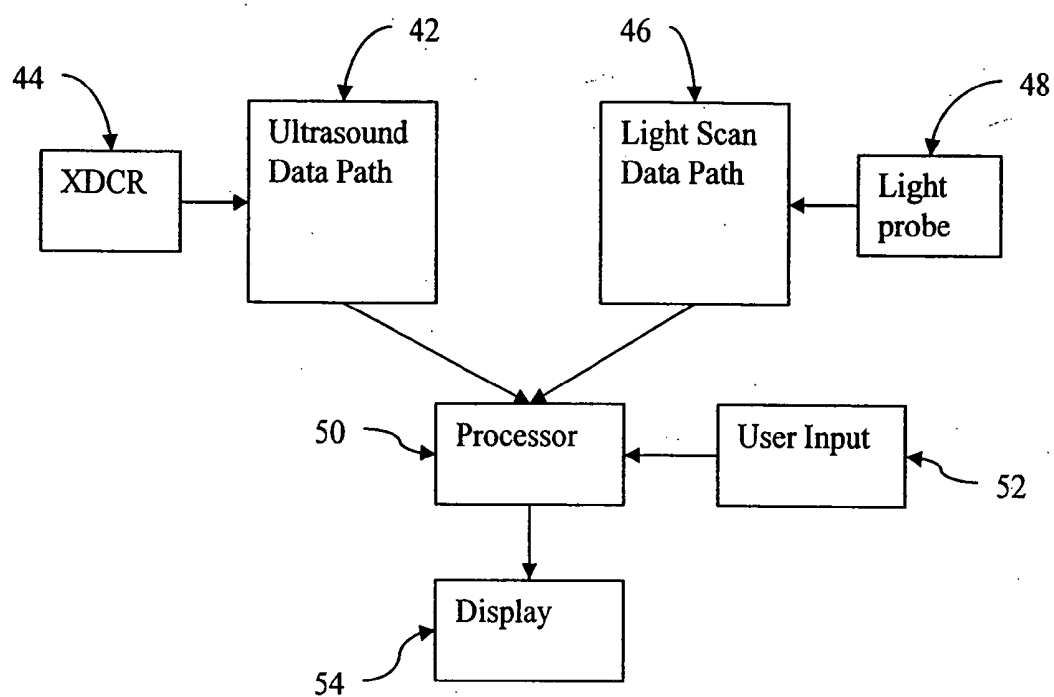 42
46
44
48
XDCR
Ultrasound
Data Path
Light Scan
Data Path
Light
probe
50
Processor
User Input
52
Display
54